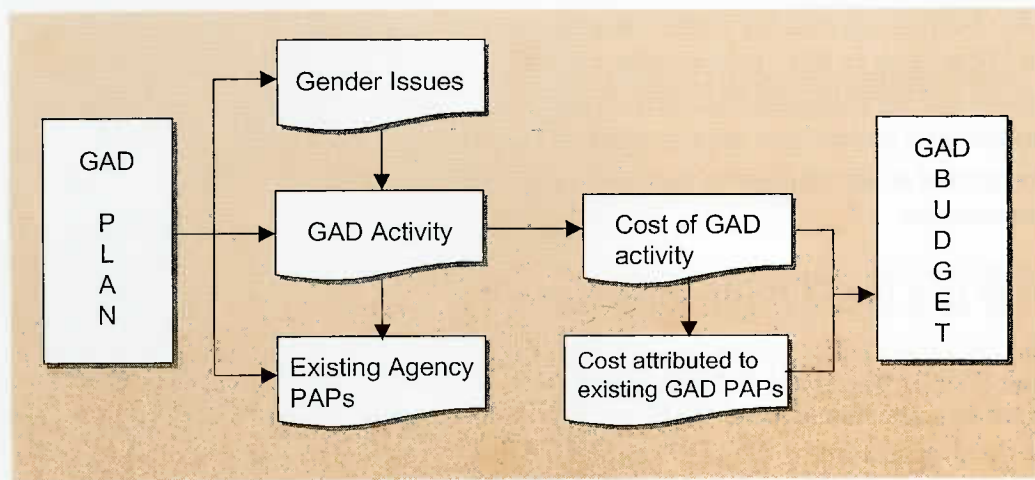 GAD
P
L
A
N
Gender Issues
GAD Activity
Existing Agency
PAPs
Cost of GAD
activity
Cost attributed to
existing GAD PAPs
GAD
B
U
D
G
E
T